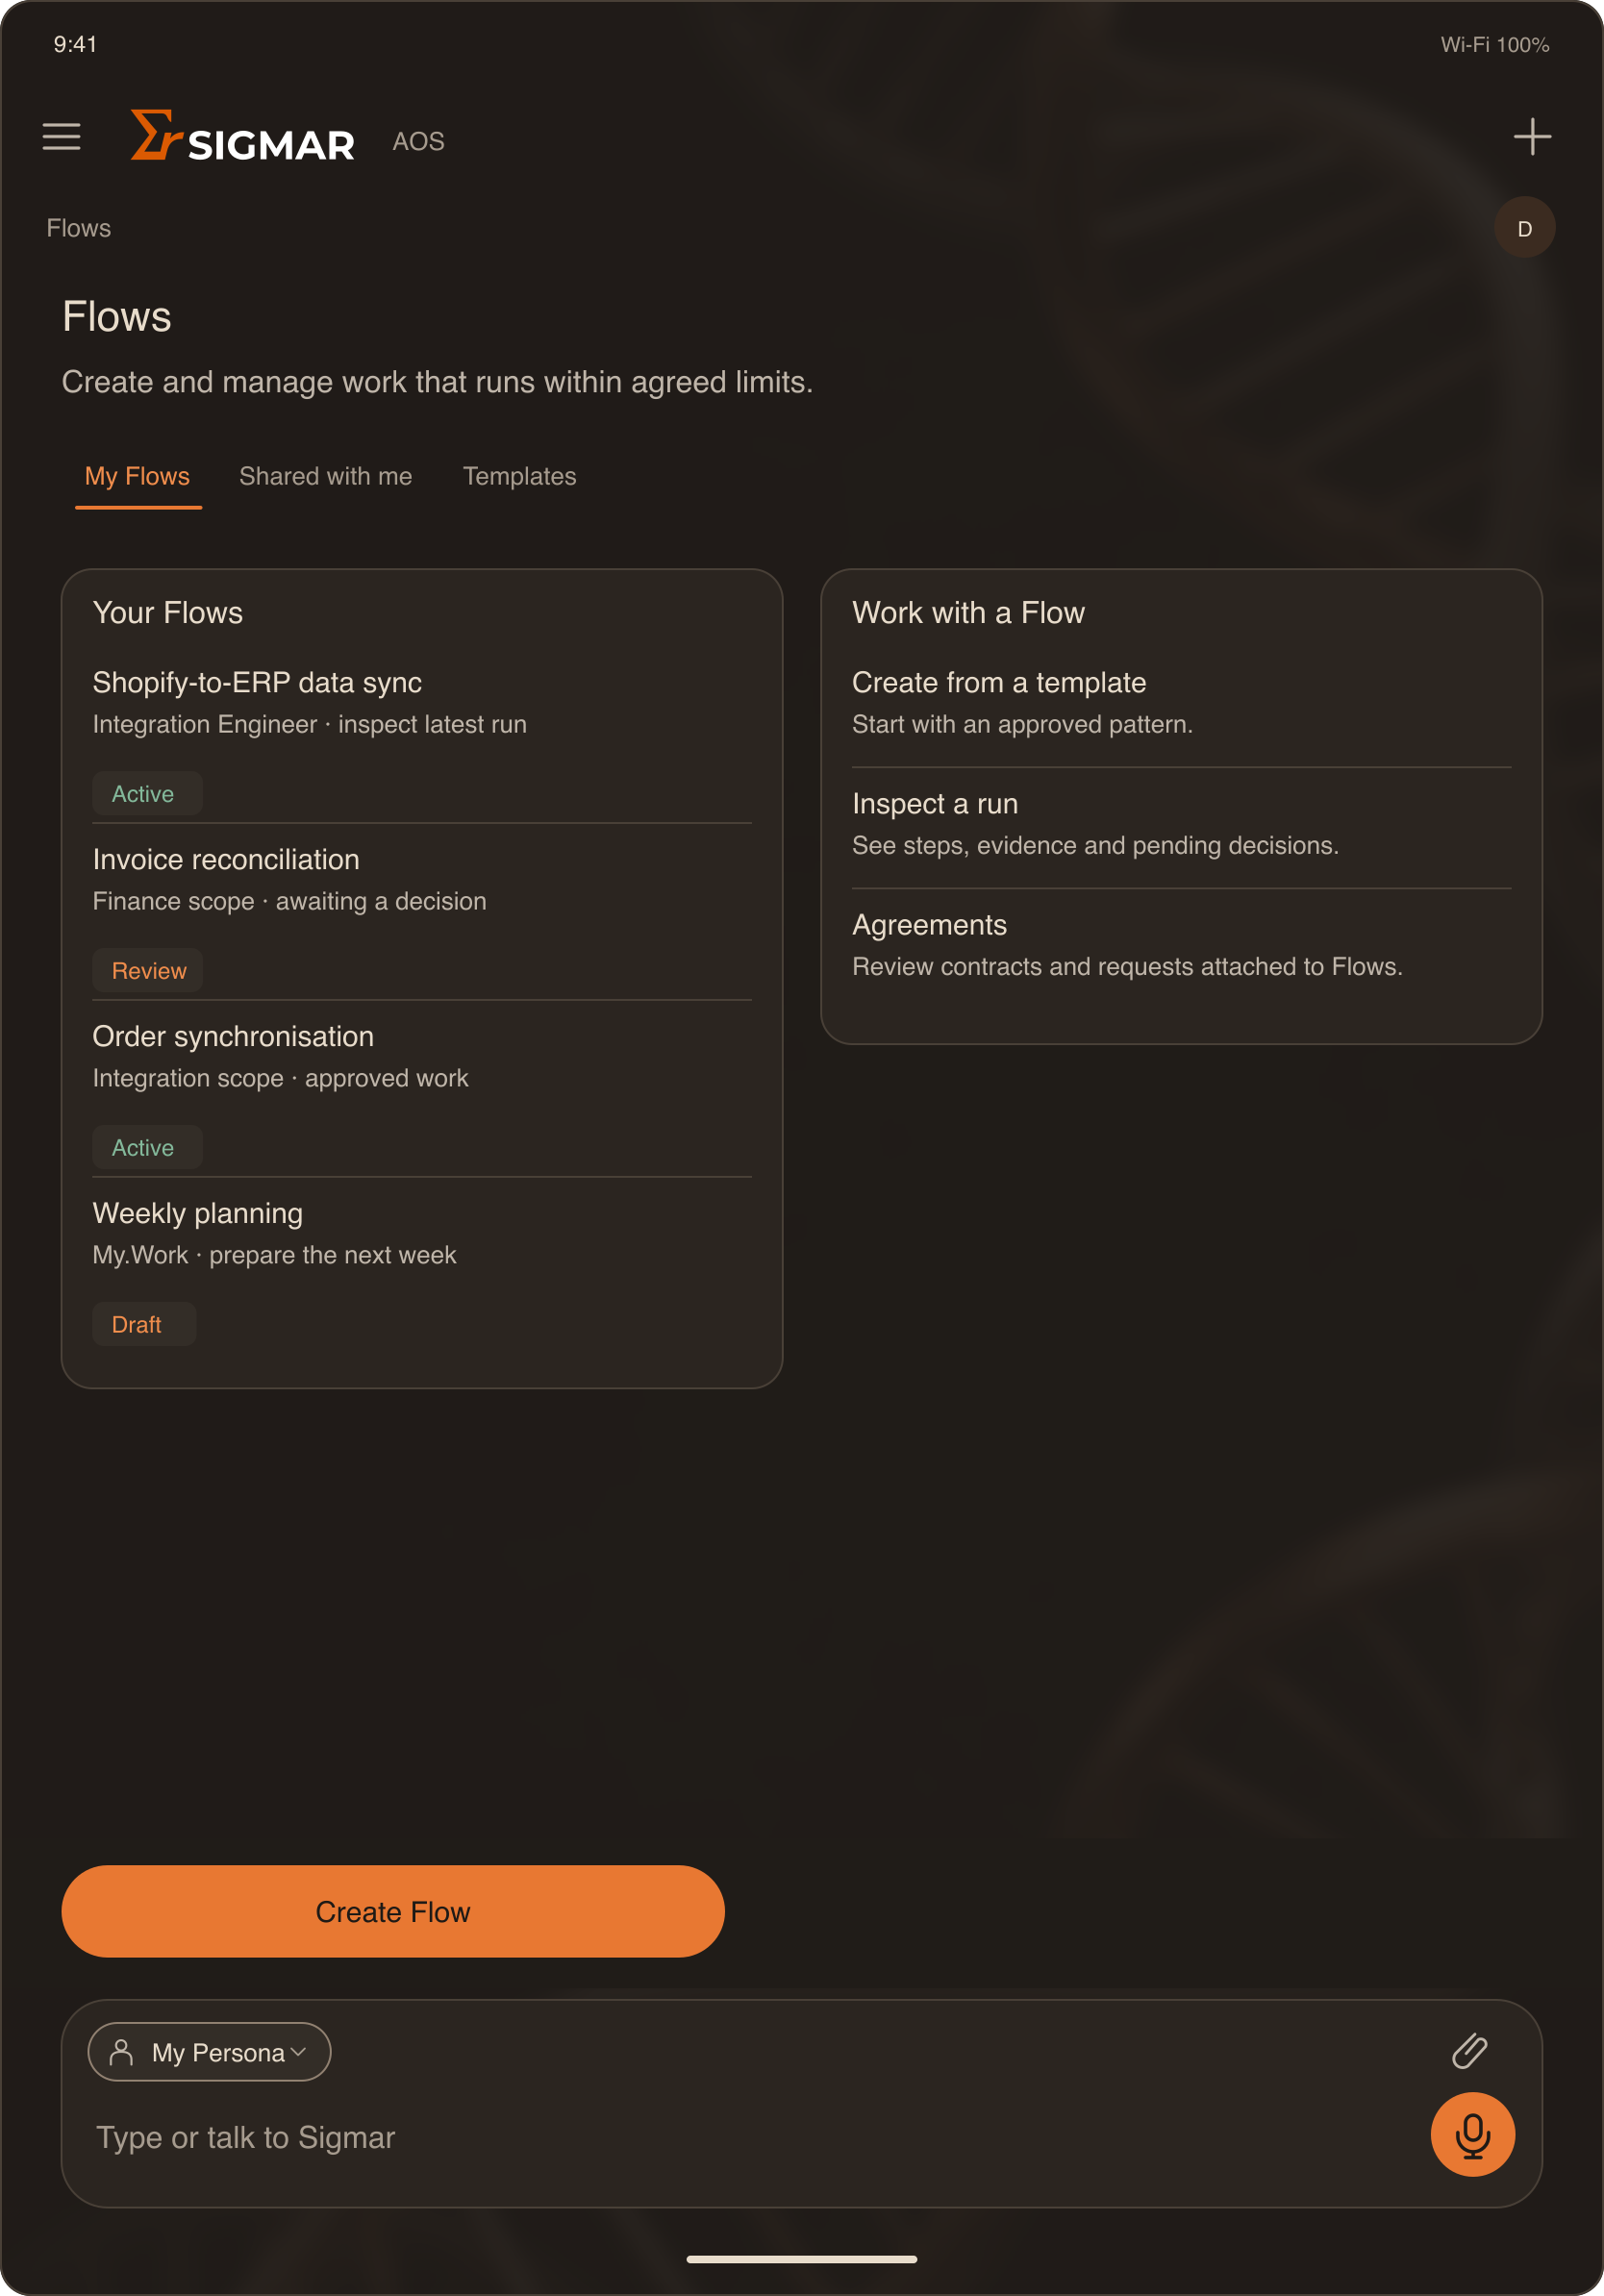 9:41
Wi-Fi 100%
Σr SIGMAR AOS
Flows
D
Flows
Create and manage work that runs within agreed limits.
My Flows
Shared with me
Templates
Your Flows
Shopify-to-ERP data sync
Integration Engineer · inspect latest run
Active
Invoice reconciliation
Finance scope · awaiting a decision
Review
Order synchronisation
Integration scope · approved work
Active
Weekly planning
My.Work · prepare the next week
Draft
Work with a Flow
Create from a template
Start with an approved pattern.
Inspect a run
See steps, evidence and pending decisions.
Agreements
Review contracts and requests attached to Flows.
Create Flow
My Persona
Type or talk to Sigmar